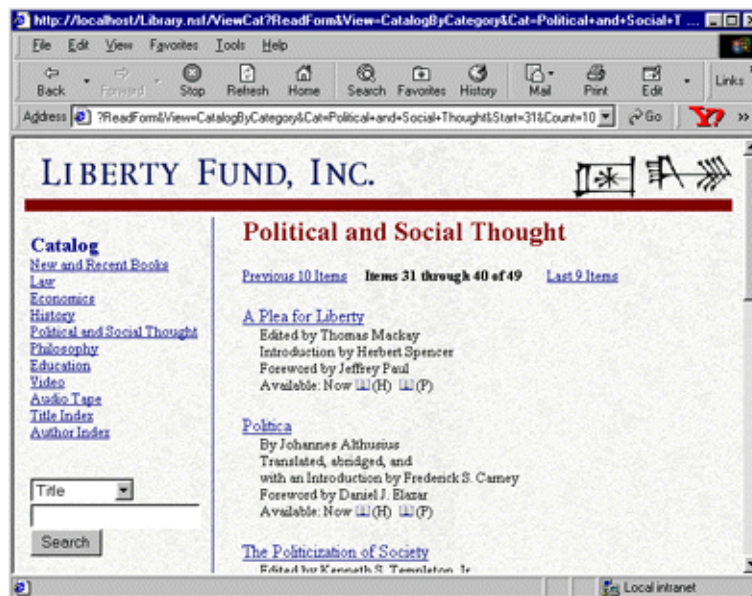 http://localhost/Library.nsf/ViewCat?ReadForm&View=CatalogByCategory&Cat=Political+and+Social+T ...
File Edit View Favorites Tools Help
Back Forward Stop Refresh Home Search Favorites History Mail Print Edit Links
Address ?ReadForm&View=CatalogByCategory&Cat=Political+and+Social+Thought&Start=31&Count=10 Go Y? »
LIBERTY FUND, INC.
Political and Social Thought
Previous 10 Items Items 31 through 40 of 49 Last 9 Items
Catalog
New and Recent Books
Law
Economics
History
Political and Social Thought
Philosophy
Education
Video
Audio Tape
Title Index
Author Index
Title
Search
A Plea for Liberty
Edited by Thomas Mackay
Introduction by Herbert Spencer
Foreword by Jeffrey Paul
Available: Now (H) (P)
Politica
By Johannes Althusius
Translated, abridged, and
with an Introduction by Frederick S. Carney
Foreword by Daniel J. Elazar
Available: Now (H) (P)
The Politicization of Society
Edited by Kenneth S. Templeton, Jr.
Local intranet